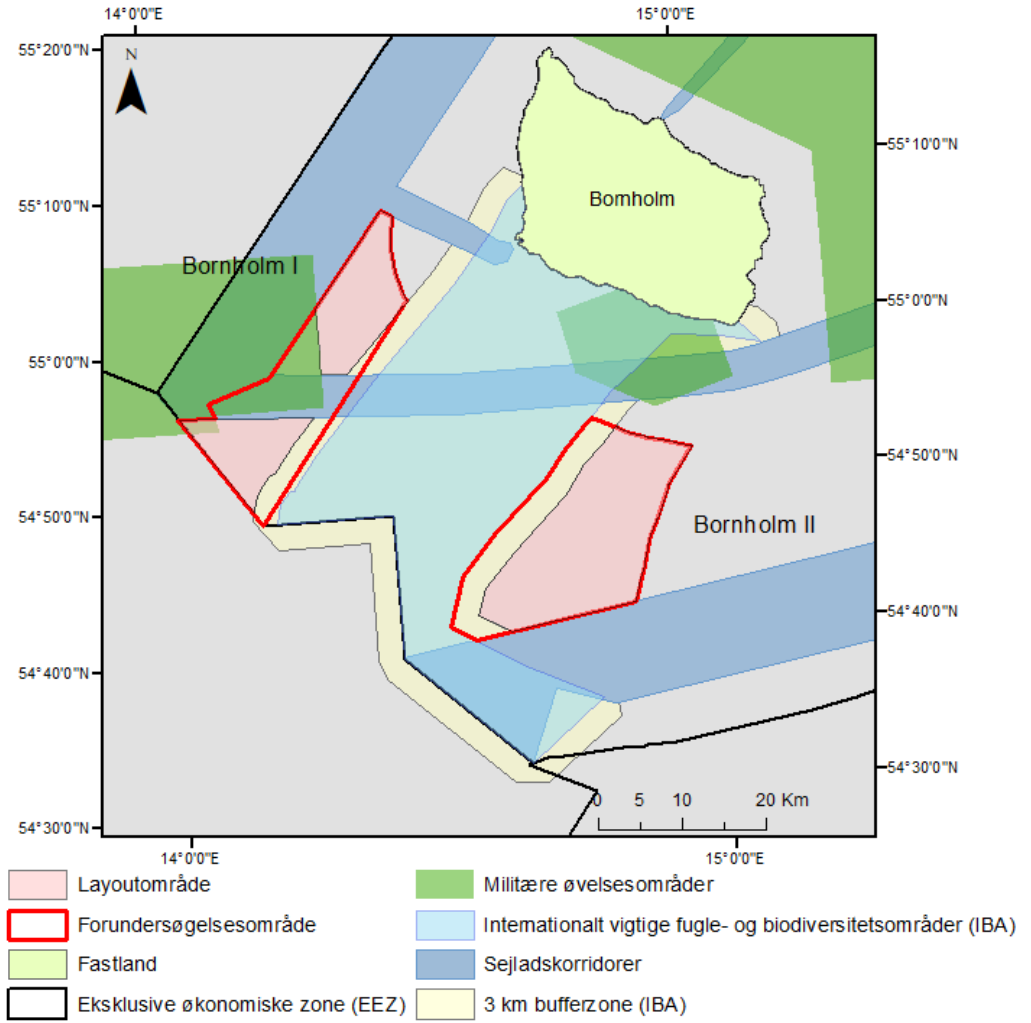 14°0'0"E 15°0'0"E
55°20'0"N
N
55°10'0"N
Bornholm
55°10'0"N
Bornholm I
55°0'0"N
55°0'0"N
54°50'0"N
54°50'0"N
Bornholm II
54°40'0"N
54°40'0"N
54°30'0"N
0 5 10 20 Km
54°30'0"N
14°0'0"E 15°0'0"E
Layoutområde
Militære øvelsesområder
Forundersøgelsesområde
Internationalt vigtige fugle- og biodiversitetsområder (IBA)
Fastland
Sejladskorridorer
Eksklusive økonomiske zone (EEZ)
3 km bufferzone (IBA)